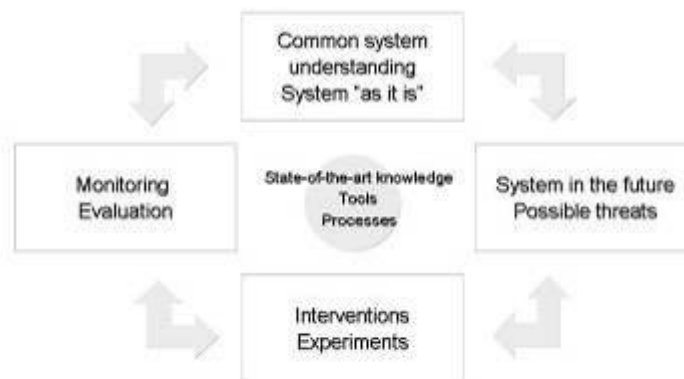 Common system
understanding
System "as it is"
Monitoring
Evaluation
State-of-the-art knowledge
Tools
Processes
System in the future
Possible threats
Interventions
Experiments